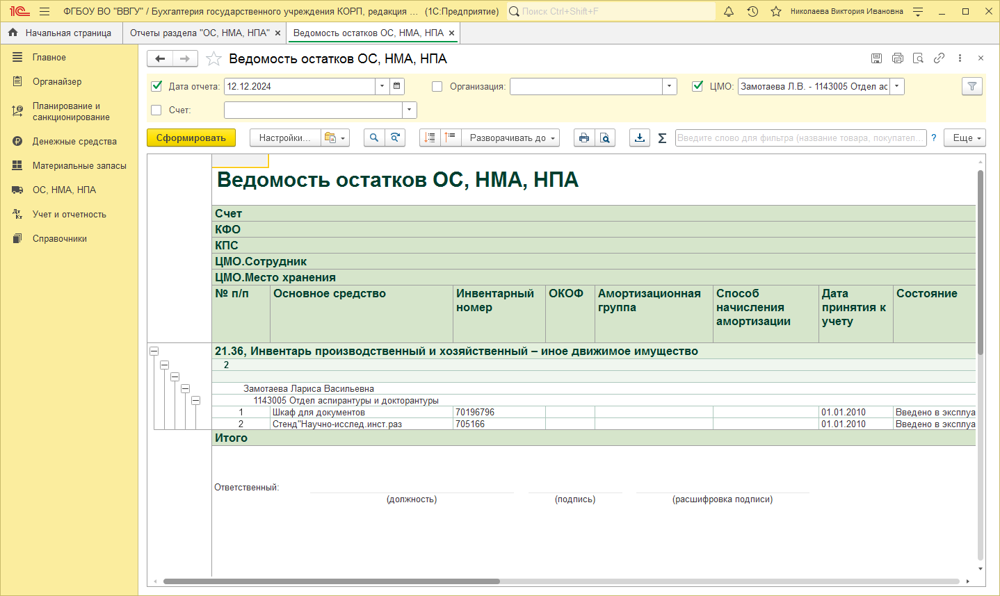 1С ФГБОУ ВО "ВВГУ" / Бухгалтерия государственного учреждения КОРП, редакция ... (1С:Предприятие) Поиск Ctrl+Shift+F Николаева Виктория Ивановна
Начальная страница Отчеты раздела "ОС, НМА, НПА" × Ведомость остатков ОС, НМА, НПА ×
Главное
Органайзер
Планирование и
санкционирование
Денежные средства
Материальные запасы
ОС, НМА, НПА
Дт
Кт
Учет и отчетность
Справочники
Ведомость остатков ОС, НМА, НПА
Дата отчета: 12.12.2024 Организация: ЦМО: Замотаева Л.В. - 1143005 Отдел ас
Счет:
Сформировать Настройки... Разворачивать до Σ Введите слово для фильтра (название товара, покупател... ? Еще
Ведомость остатков ОС, НМА, НПА
Счет
КФО
КПС
ЦМО.Сотрудник
ЦМО.Место хранения
№ п/п Основное средство Инвентарный номер ОКОФ Амортизационная группа Способ начисления амортизации Дата принятия к учету Состояние
21.36, Инвентарь производственный и хозяйственный – иное движимое имущество
2
Замотаева Лариса Васильевна
1143005 Отдел аспирантуры и докторантуры
1 Шкаф для документов 70196796 01.01.2010 Введено в эксплуа
2 Стенд"Научно-исслед.инст.раз 705166 01.01.2010 Введено в эксплуа
Итого
Ответственный:
(должность) (подпись) (расшифровка подписи)